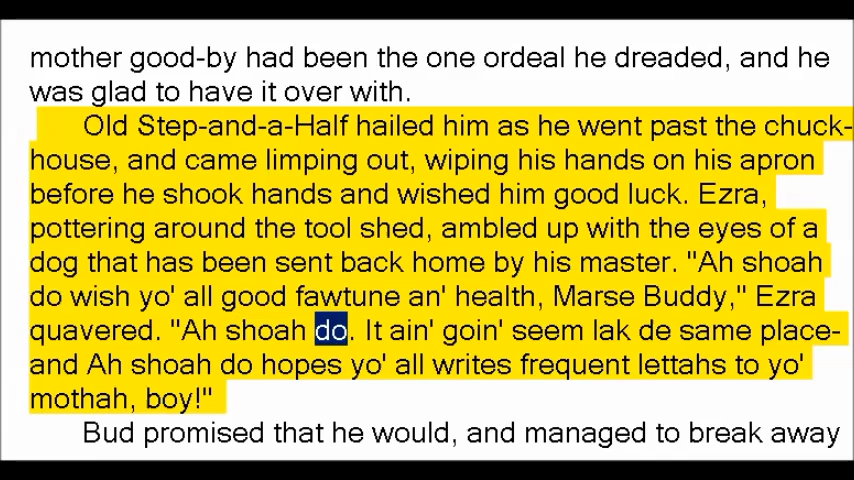 mother good-by had been the one ordeal he dreaded, and he
was glad to have it over with.
Old Step-and-a-Half hailed him as he went past the chuck-
house, and came limping out, wiping his hands on his apron
before he shook hands and wished him good luck. Ezra,
pottering around the tool shed, ambled up with the eyes of a
dog that has been sent back home by his master. "Ah shoah
do wish yo' all good fawtune an' health, Marse Buddy," Ezra
quavered. "Ah shoah do. It ain' goin' seem lak de same place-
and Ah shoah do hopes yo' all writes frequent lettahs to yo'
mothah, boy!"
Bud promised that he would, and managed to break away